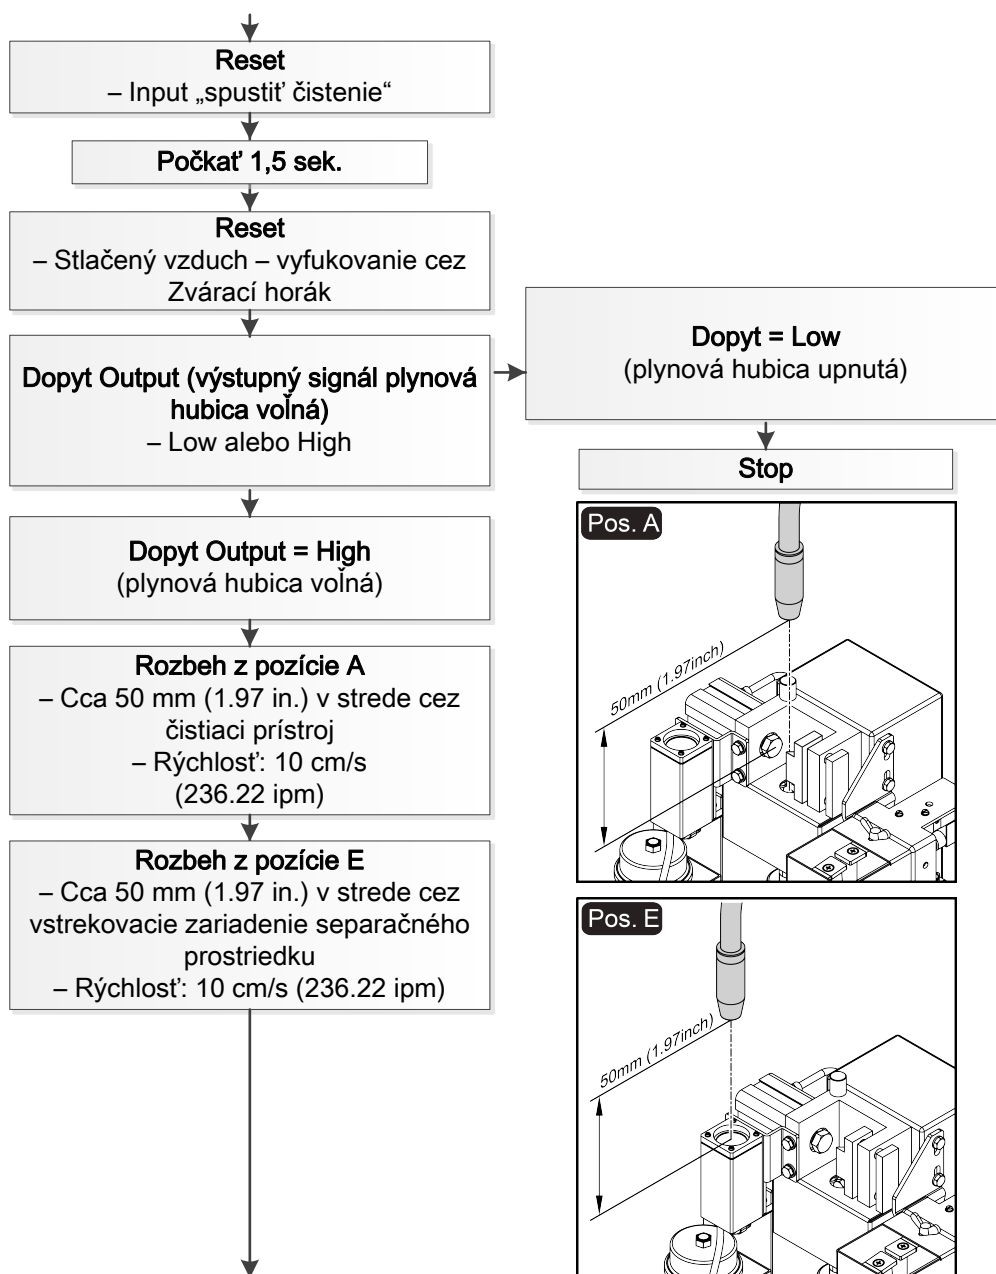 Reset
– Input „spustiť čistenie“
Počkať 1,5 sek.
Reset
– Stlačený vzduch – vyfukovanie cez
Zvárací horák
Dopyt Output (výstupný signál plynová
hubica voľná)
– Low alebo High
Dopyt = Low
(plynová hubica upnutá)
Stop
Dopyt Output = High
(plynová hubica voľná)
Rozbeh z pozície A
– Cca 50 mm (1.97 in.) v strede cez
čistiaci prístroj
– Rýchlosť: 10 cm/s
(236.22 ipm)
Rozbeh z pozície E
– Cca 50 mm (1.97 in.) v strede cez
vstrekovacie zariadenie separačného
prostriedku
– Rýchlosť: 10 cm/s (236.22 ipm)
Pos. A
50mm (1.97inch)
Pos. E
50mm (1.97inch)